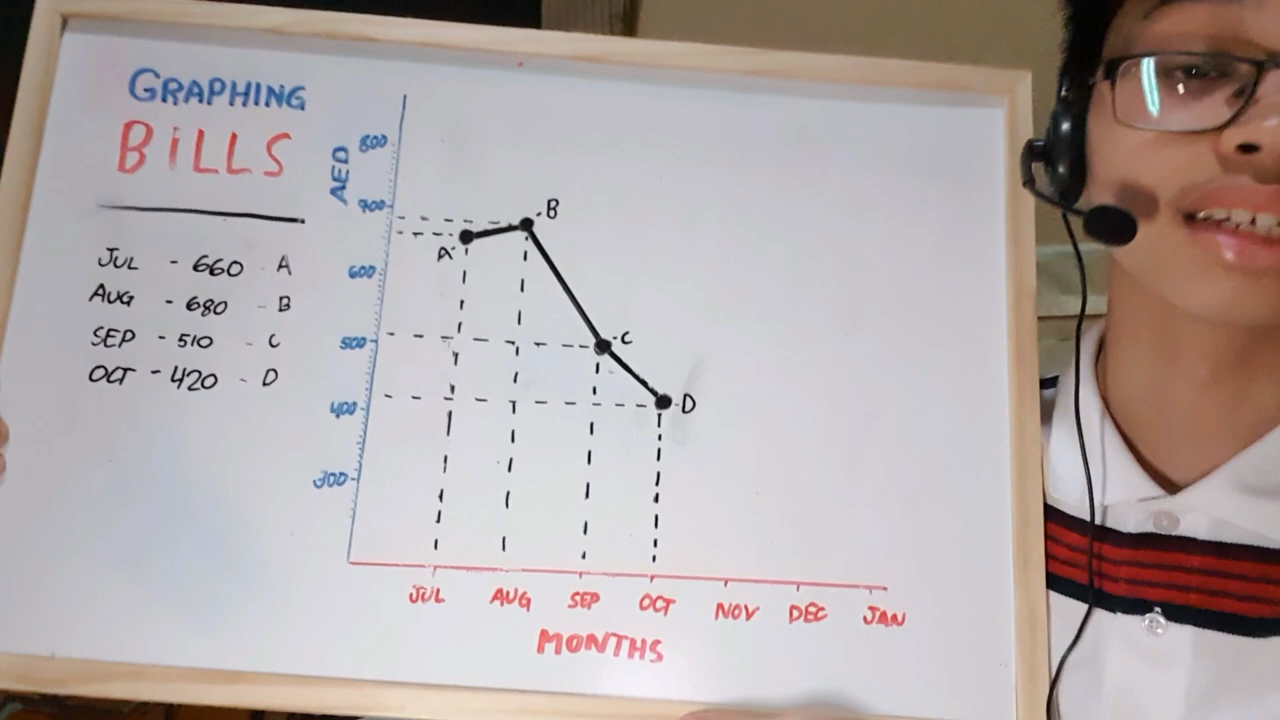 GRAPHING
BILLS
JUL - 660 A
AUG - 680 - B
SEP - 510 - C
OCT - 420 - D
AED
800
700
600
500
400
300
A
B
C
D
JUL AUG SEP OCT NOV DEC JAN
MONTHS